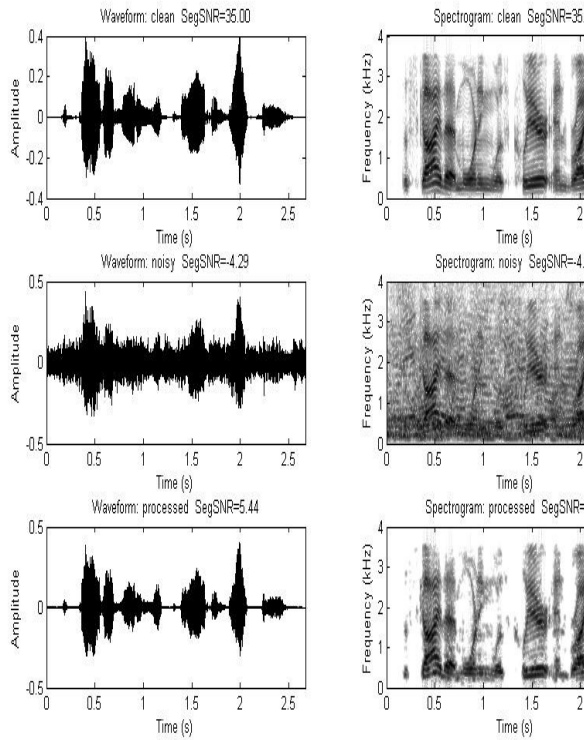 Waveform: clean SegSNR=35.00
Amplitude
0.4
0.2
0
-0.2
0.4
0 0.5 1 1.5 2 2.5
Time (s)
Spectrogram: clean SegSNR=35.
Frequency (kHz)
4
3
2
1
0
0 0.5 1 1.5 2
Time (s)
Waveform: noisy SegSNR=-4.29
Amplitude
0.5
0
-0.5
0 0.5 1 1.5 2 2.5
Time (s)
Spectrogram: noisy SegSNR=-4.
Frequency (kHz)
4
3
2
1
0
0 0.5 1 1.5 2
Time (s)
Waveform: processed SegSNR=5.44
Amplitude
0.5
0
-0.5
0 0.5 1 1.5 2 2.5
Time (s)
Spectrogram: processed SegSNR=
Frequency (kHz)
4
3
2
1
0
0 0.5 1 1.5 2
Time (s)